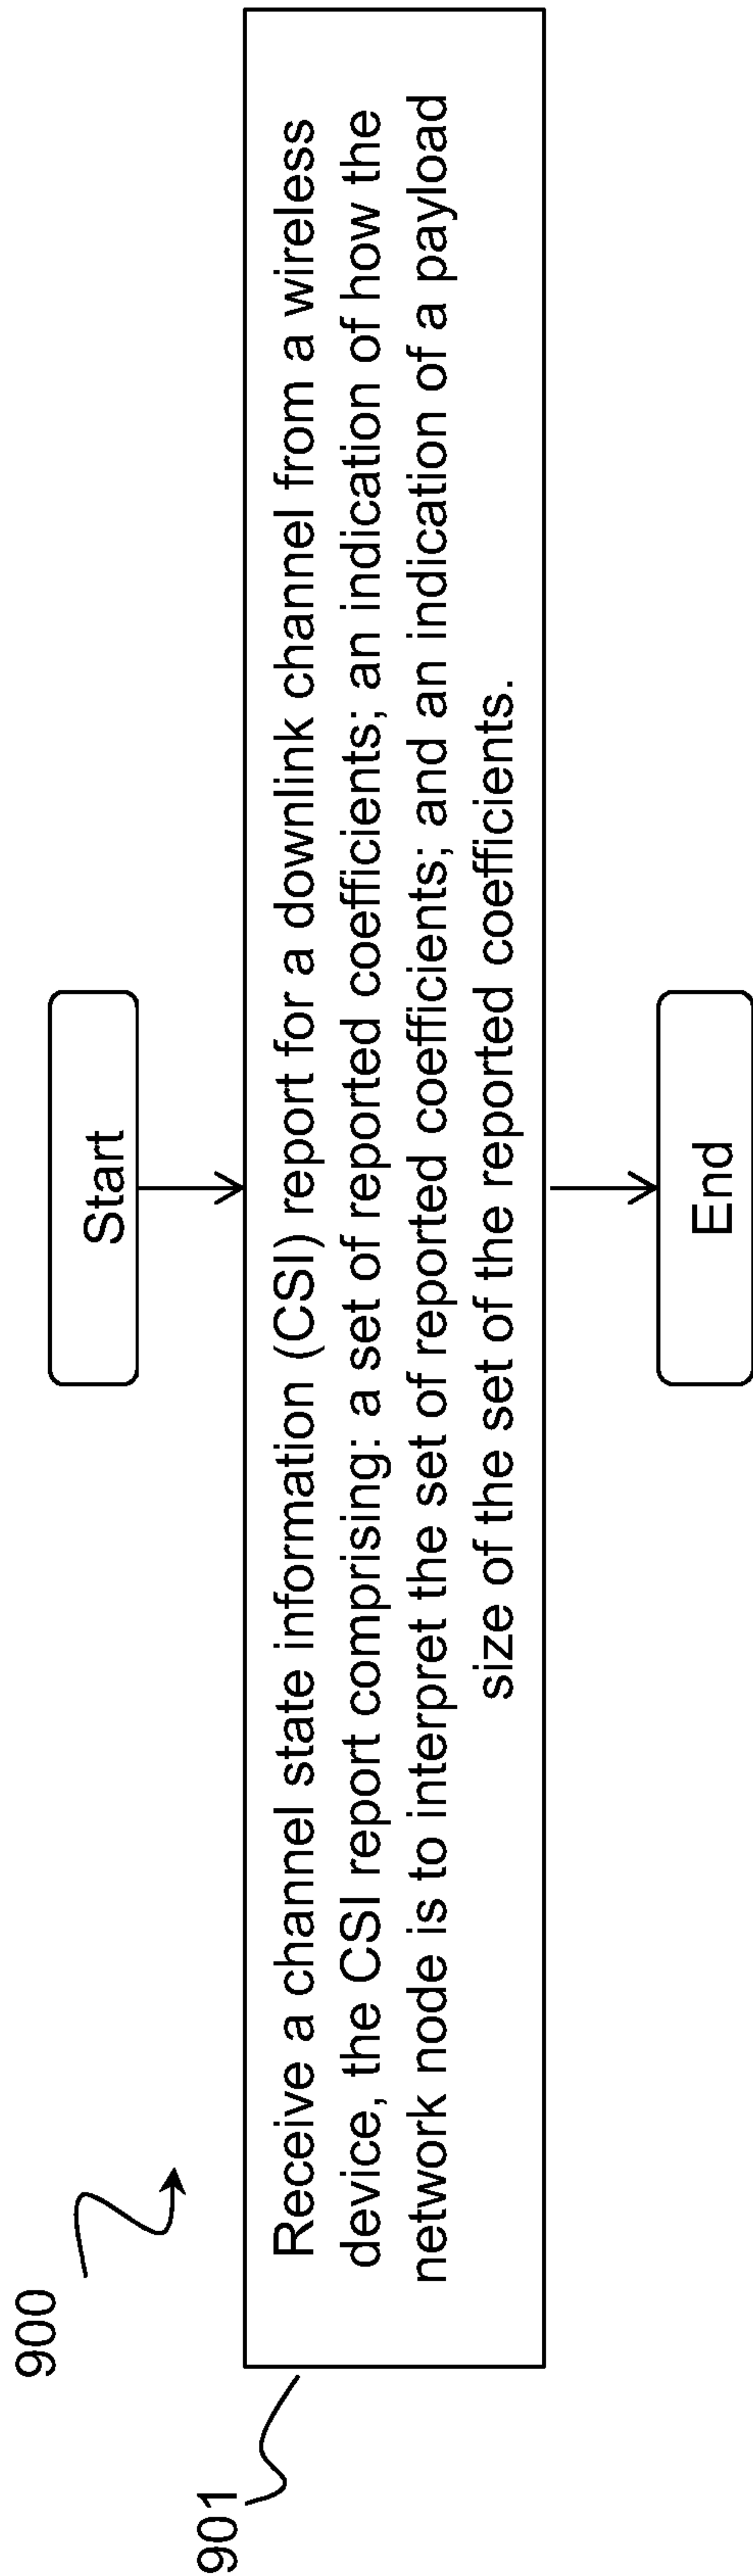 900
Start
901
Receive a channel state information (CSI) report for a downlink channel from a wireless
device, the CSI report comprising: a set of reported coefficients; an indication of how the
network node is to interpret the set of reported coefficients; and an indication of a payload
size of the set of the reported coefficients.
End